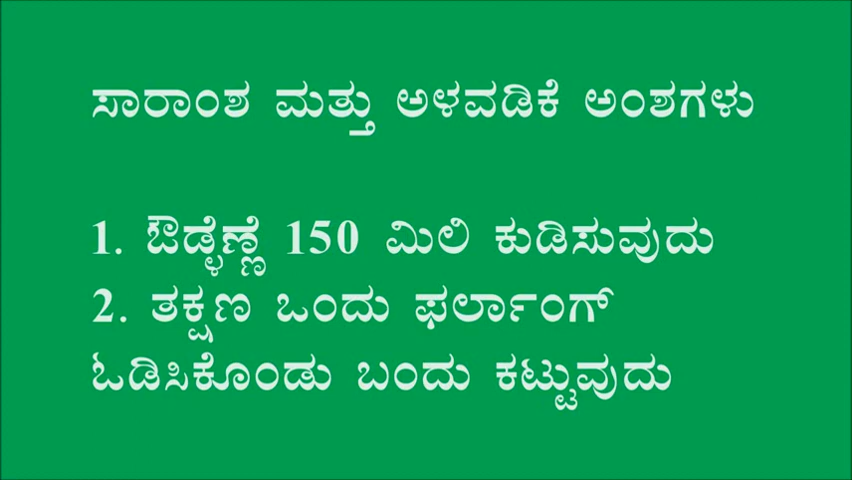 ಸಾರಾಂಶ ಮತ್ತು ಅಳವಡಿಕೆ ಅಂಶಗಳು
1. ಔಡ್ಳೆಣ್ಣೆ 150 ಮಿಲಿ ಕುಡಿಸುವುದು
2. ತಕ್ಷಣ ಒಂದು ಫರ್ಲಾಂಗ್
ಓಡಿಸಿಕೊಂಡು ಬಂದು ಕಟ್ಟುವುದು